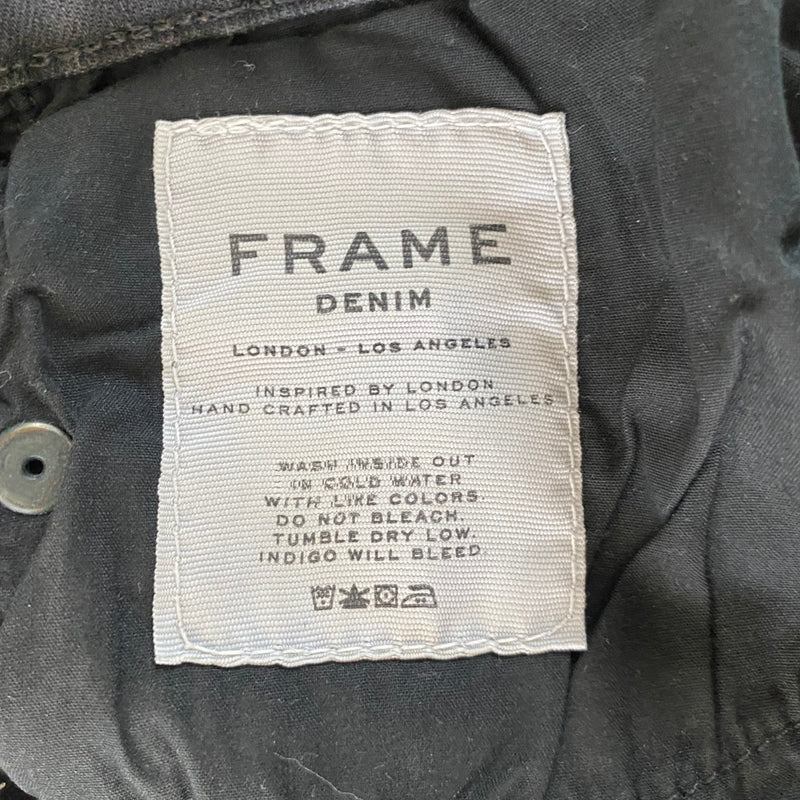 FRAME
DENIM
LONDON - LOS ANGELES
INSPIRED BY LONDON
HAND CRAFTED IN LOS ANGELES
WASH INSIDE OUT
IN COLD WATER
WITH LIKE COLORS.
DO NOT BLEACH.
TUMBLE DRY LOW.
INDIGO WILL BLEED.